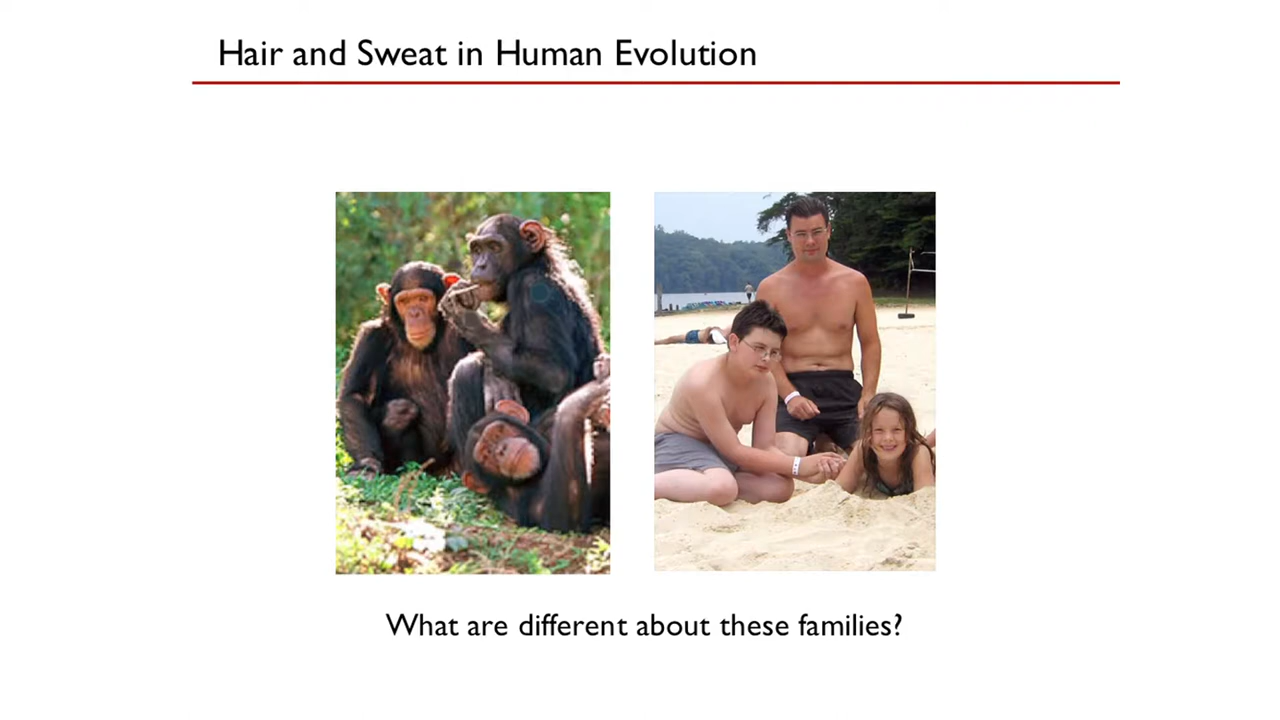 Hair and Sweat in Human Evolution
What are different about these families?